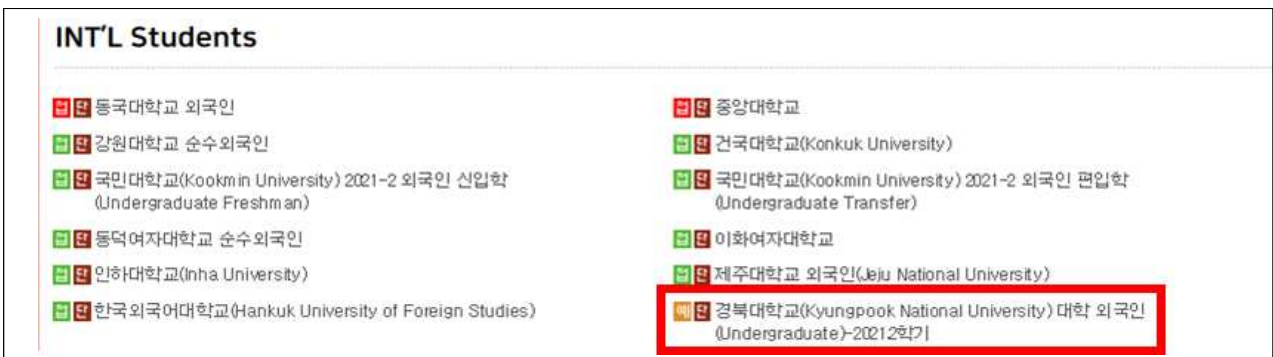 INT'L Students
접 단 동국대학교 외국인
접 단 중앙대학교
접 단 강원대학교 순수외국인
접 단 건국대학교(Konkuk University)
접 단 국민대학교(Kookmin University) 2021-2 외국인 신입학
(Undergraduate Freshman)
접 단 국민대학교(Kookmin University) 2021-2 외국인 편입학
(Undergraduate Transfer)
접 단 동덕여자대학교 순수외국인
접 단 이화여자대학교
접 단 인하대학교(Inha University)
접 단 제주대학교 외국인(Jeju National University)
접 단 한국외국어대학교(Hankuk University of Foreign Studies)
예 단 경북대학교(Kyungpook National University) 대학 외국인
(Undergraduate)-20212학기